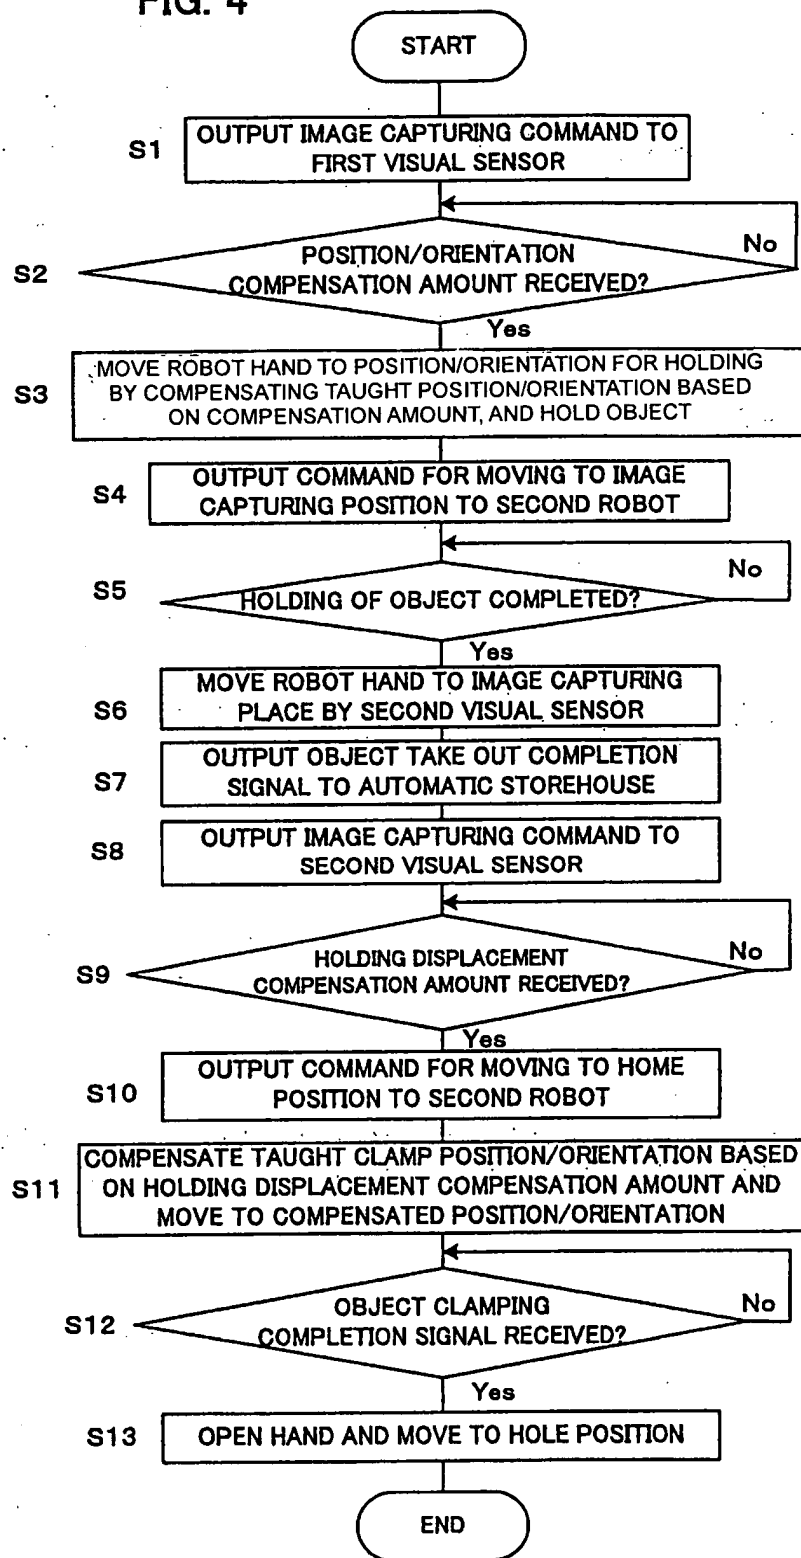 FIG. 4
START
S1
OUTPUT IMAGE CAPTURING COMMAND TO
FIRST VISUAL SENSOR
No
S2
POSITION/ORIENTATION
COMPENSATION AMOUNT RECEIVED?
Yes
S3
MOVE ROBOT HAND TO POSITION/ORIENTATION FOR HOLDING
BY COMPENSATING TAUGHT POSITION/ORIENTATION BASED
ON COMPENSATION AMOUNT, AND HOLD OBJECT
S4
OUTPUT COMMAND FOR MOVING TO IMAGE
CAPTURING POSITION TO SECOND ROBOT
No
S5
HOLDING OF OBJECT COMPLETED?
Yes
S6
MOVE ROBOT HAND TO IMAGE CAPTURING
PLACE BY SECOND VISUAL SENSOR
S7
OUTPUT OBJECT TAKE OUT COMPLETION
SIGNAL TO AUTOMATIC STOREHOUSE
S8
OUTPUT IMAGE CAPTURING COMMAND TO
SECOND VISUAL SENSOR
No
S9
HOLDING DISPLACEMENT
COMPENSATION AMOUNT RECEIVED?
Yes
S10
OUTPUT COMMAND FOR MOVING TO HOME
POSITION TO SECOND ROBOT
S11
COMPENSATE TAUGHT CLAMP POSITION/ORIENTATION BASED
ON HOLDING DISPLACEMENT COMPENSATION AMOUNT AND
MOVE TO COMPENSATED POSITION/ORIENTATION
No
S12
OBJECT CLAMPING
COMPLETION SIGNAL RECEIVED?
Yes
S13
OPEN HAND AND MOVE TO HOLE POSITION
END